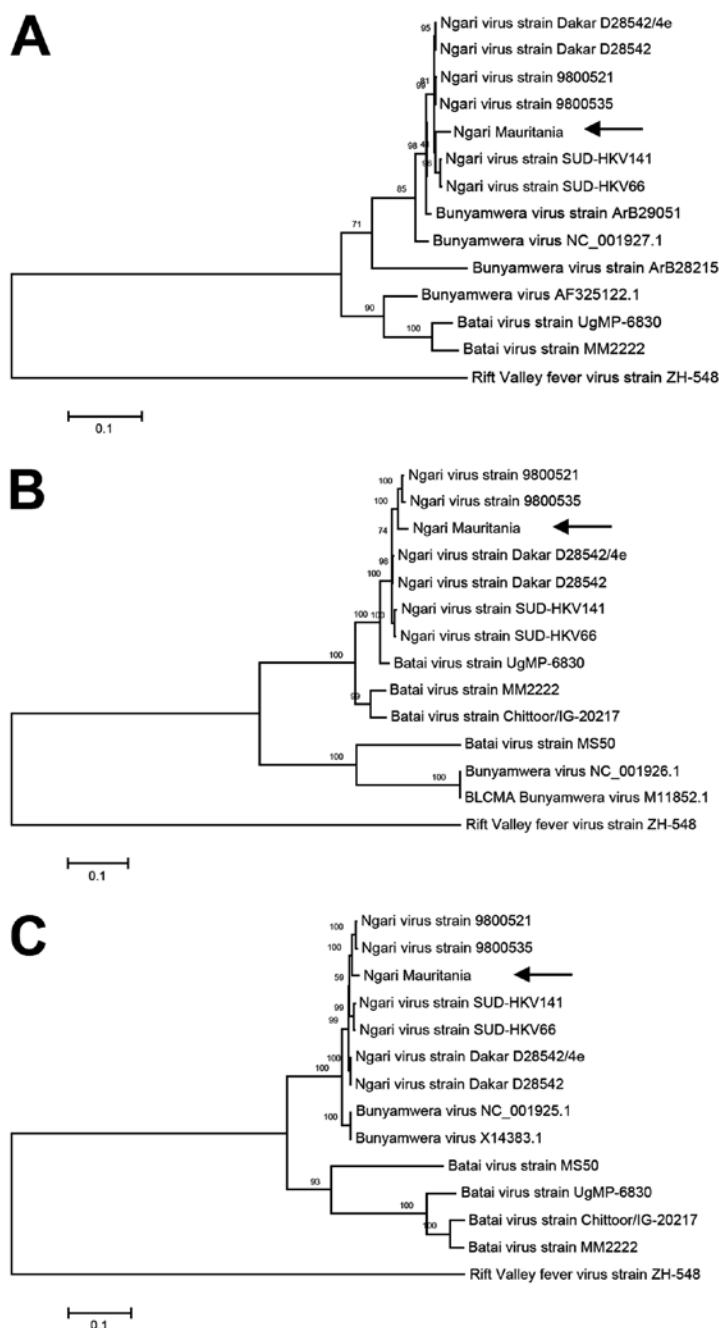 A
95
Ngari virus strain Dakar D28542/4e
Ngari virus strain Dakar D28542
81
99
Ngari virus strain 9800521
Ngari virus strain 9800535
Ngari Mauritania
98
Ngari virus strain SUD-HKV141
Ngari virus strain SUD-HKV66
85
Bunyamwera virus strain ArB29051
71
Bunyamwera virus NC_001927.1
Bunyamwera virus strain ArB28215
90
Bunyamwera virus AF325122.1
100
Batai virus strain UgMP-6830
Batai virus strain MM2222
Rift Valley fever virus strain ZH-548
0.1
B
100
Ngari virus strain 9800521
100
Ngari virus strain 9800535
74
Ngari Mauritania
Ngari virus strain Dakar D28542/4e
100
Ngari virus strain Dakar D28542
100
100
Ngari virus strain SUD-HKV141
Ngari virus strain SUD-HKV66
100
Batai virus strain UgMP-6830
99
Batai virus strain MM2222
Batai virus strain Chittoor/IG-20217
100
Batai virus strain MS50
100
Bunyamwera virus NC_001926.1
BLCMA Bunyamwera virus M11852.1
Rift Valley fever virus strain ZH-548
0.1
C
100
Ngari virus strain 9800521
100
Ngari virus strain 9800535
59
Ngari Mauritania
99
Ngari virus strain SUD-HKV141
99
Ngari virus strain SUD-HKV66
100
Ngari virus strain Dakar D28542/4e
100
Ngari virus strain Dakar D28542
100
Bunyamwera virus NC_001925.1
Bunyamwera virus X14383.1
93
Batai virus strain MS50
100
Batai virus strain UgMP-6830
100
Batai virus strain Chittoor/IG-20217
Batai virus strain MM2222
Rift Valley fever virus strain ZH-548
0.1